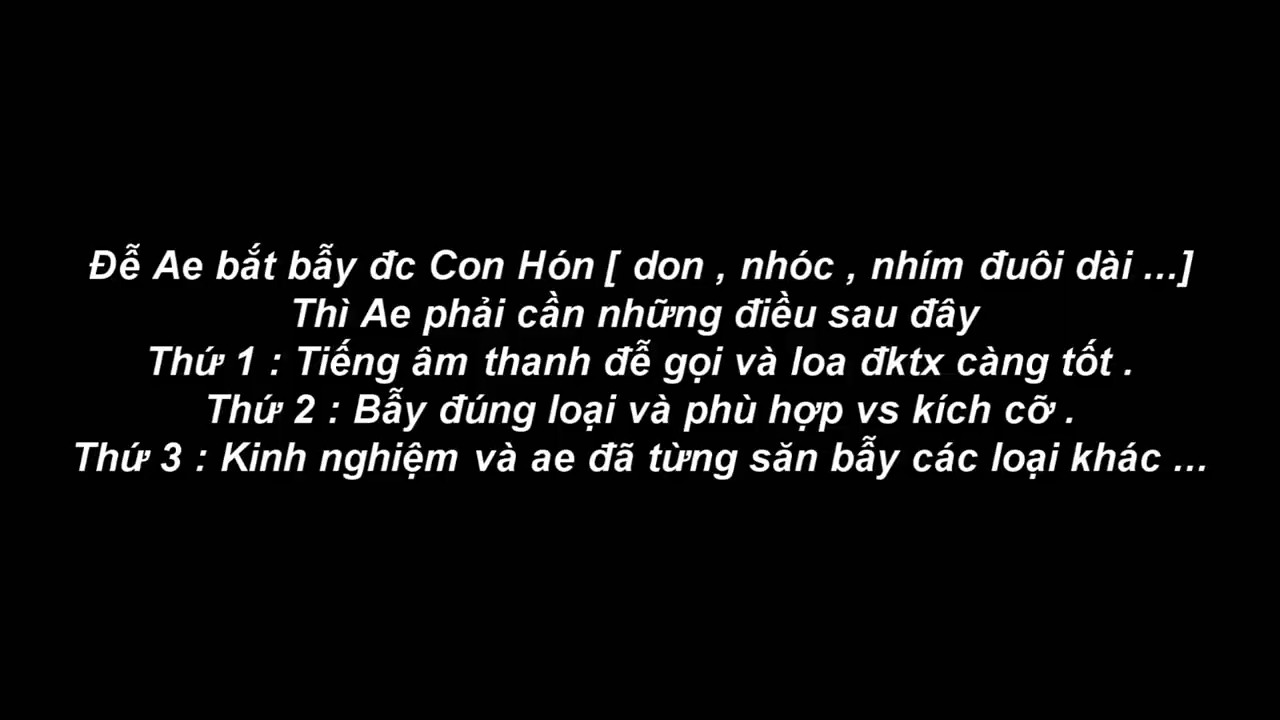 Đễ Ae bắt bẫy đc Con Hón [ don , nhóc , nhím đuôi dài ...]
Thì Ae phải cần những điều sau đây
Thứ 1 : Tiếng âm thanh đễ gọi và loa đktx càng tốt .
Thứ 2 : Bẫy đúng loại và phù hợp vs kích cỡ .
Thứ 3 : Kinh nghiệm và ae đã từng săn bẫy các loại khác ...